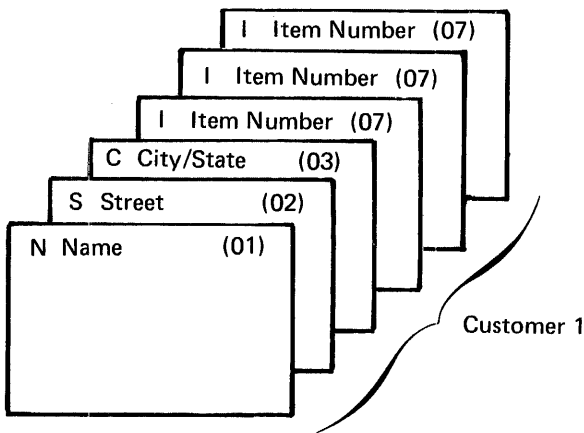 I Item Number (07)
I Item Number (07)
I Item Number (07)
C City/State (03)
S Street (02)
N Name (01)
Customer 1